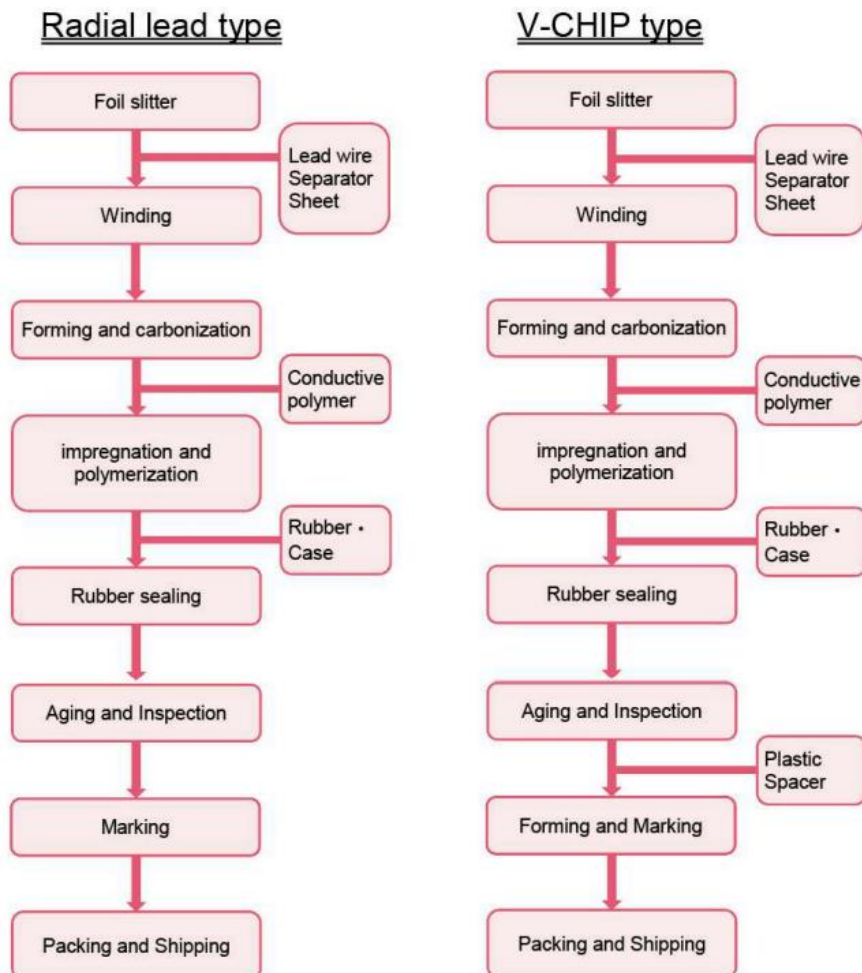 Radial lead type
Foil slitter
Lead wire
Separator
Sheet
Winding
Forming and carbonization
Conductive
polymer
impregnation and
polymerization
Rubber・
Case
Rubber sealing
Aging and Inspection
Marking
Packing and Shipping
V-CHIP type
Foil slitter
Lead wire
Separator
Sheet
Winding
Forming and carbonization
Conductive
polymer
impregnation and
polymerization
Rubber・
Case
Rubber sealing
Aging and Inspection
Plastic
Spacer
Forming and Marking
Packing and Shipping